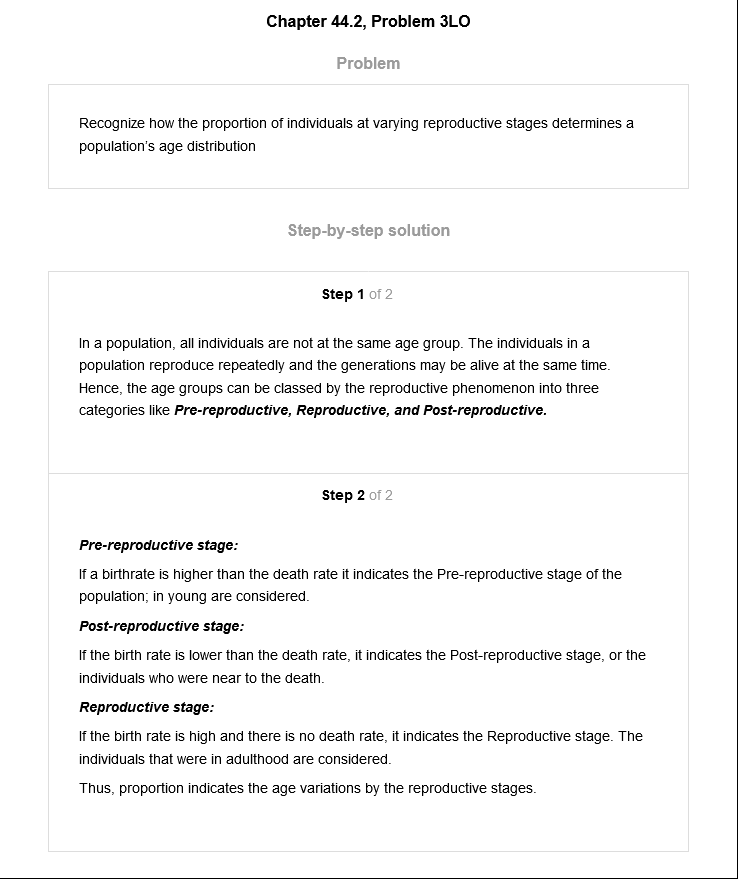 Chapter 44.2, Problem 3LO
Problem
Recognize how the proportion of individuals at varying reproductive stages determines a
population's age distribution
Step-by-step solution
Step 1 of 2
In a population, all individuals are not at the same age group. The individuals in a
population reproduce repeatedly and the generations may be alive at the same time.
Hence, the age groups can be classed by the reproductive phenomenon into three
categories like Pre-reproductive, Reproductive, and Post-reproductive.
Step 2 of 2
Pre-reproductive stage:
If a birthrate is higher than the death rate it indicates the Pre-reproductive stage of the
population; in young are considered.
Post-reproductive stage:
If the birth rate is lower than the death rate, it indicates the Post-reproductive stage, or the
individuals who were near to the death.
Reproductive stage:
If the birth rate is high and there is no death rate, it indicates the Reproductive stage. The
individuals that were in adulthood are considered.
Thus, proportion indicates the age variations by the reproductive stages.